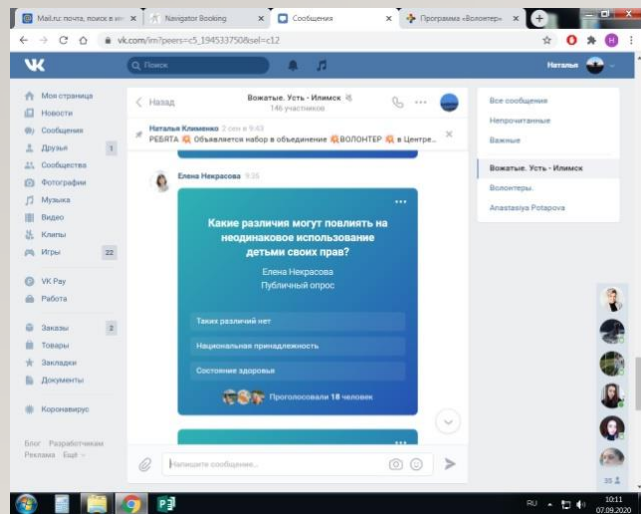 Mail.ru: почта, поиск в ин
Navigator Booking
Сообщения
Программа «Волонтер»
vk.com/im?peers=c5_194533750&sel=c12
Поиск
Наталья
Моя страница
Новости
Сообщения
Друзья 1
Сообщества
Фотографии
Музыка
Видео
Клипы
Игры 22
VK Pay
Работа
Заказы 2
Товары
Закладки
Документы
Коронавирус
Блог Разработчикам
Реклама Ещё
Назад
Вожатые. Усть - Илимск
146 участников
Наталья Клименко 2 сен в 9:43
РЕБЯТА 💥 Объявляется набор в объединение 💥ВОЛОНТЕР 💥 в Центре...
Елена Некрасова 9:35
Какие различия могут повлиять на
неодинаковое использование
детьми своих прав?
Елена Некрасова
Публичный опрос
Таких различий нет
Национальная принадлежность
Состояние здоровья
Проголосовали 18 человек
Напишите сообщение...
Все сообщения
Непрочитанные
Важные
Вожатые. Усть - Илимск
Волонтеры.
Anastasiya Potapova
35
RU
10:11
07.09.2020